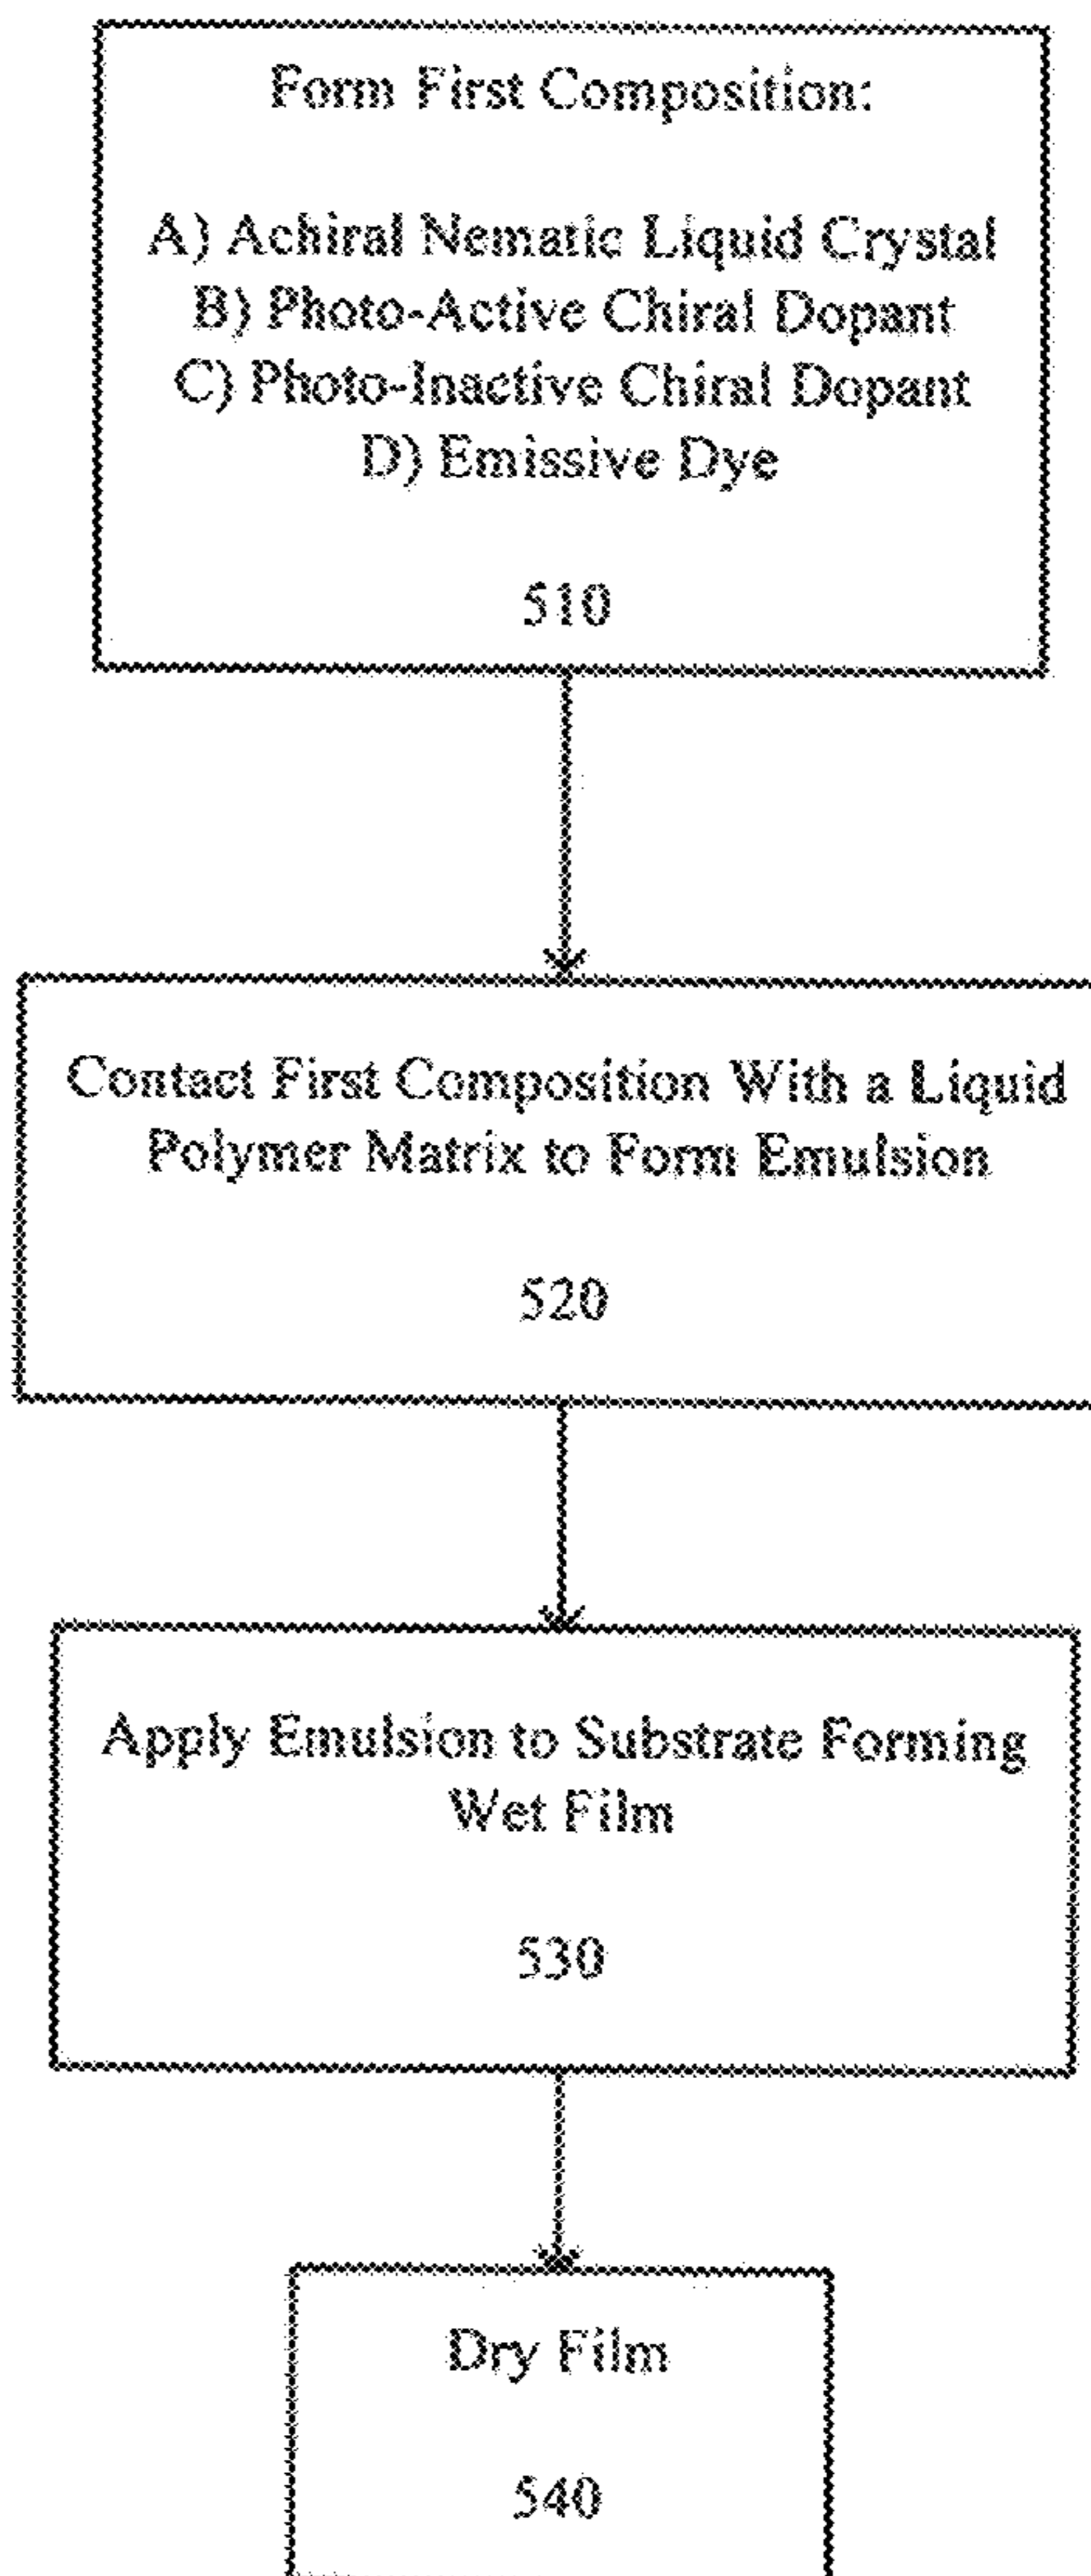 Form First Composition:
A) Achiral Nematic Liquid Crystal
B) Photo-Active Chiral Dopant
C) Photo-Inactive Chiral Dopant
D) Emissive Dye
510
Contact First Composition With a Liquid
Polymer Matrix to Form Emulsion
520
Apply Emulsion to Substrate Forming
Wet Film
530
Dry Film
540